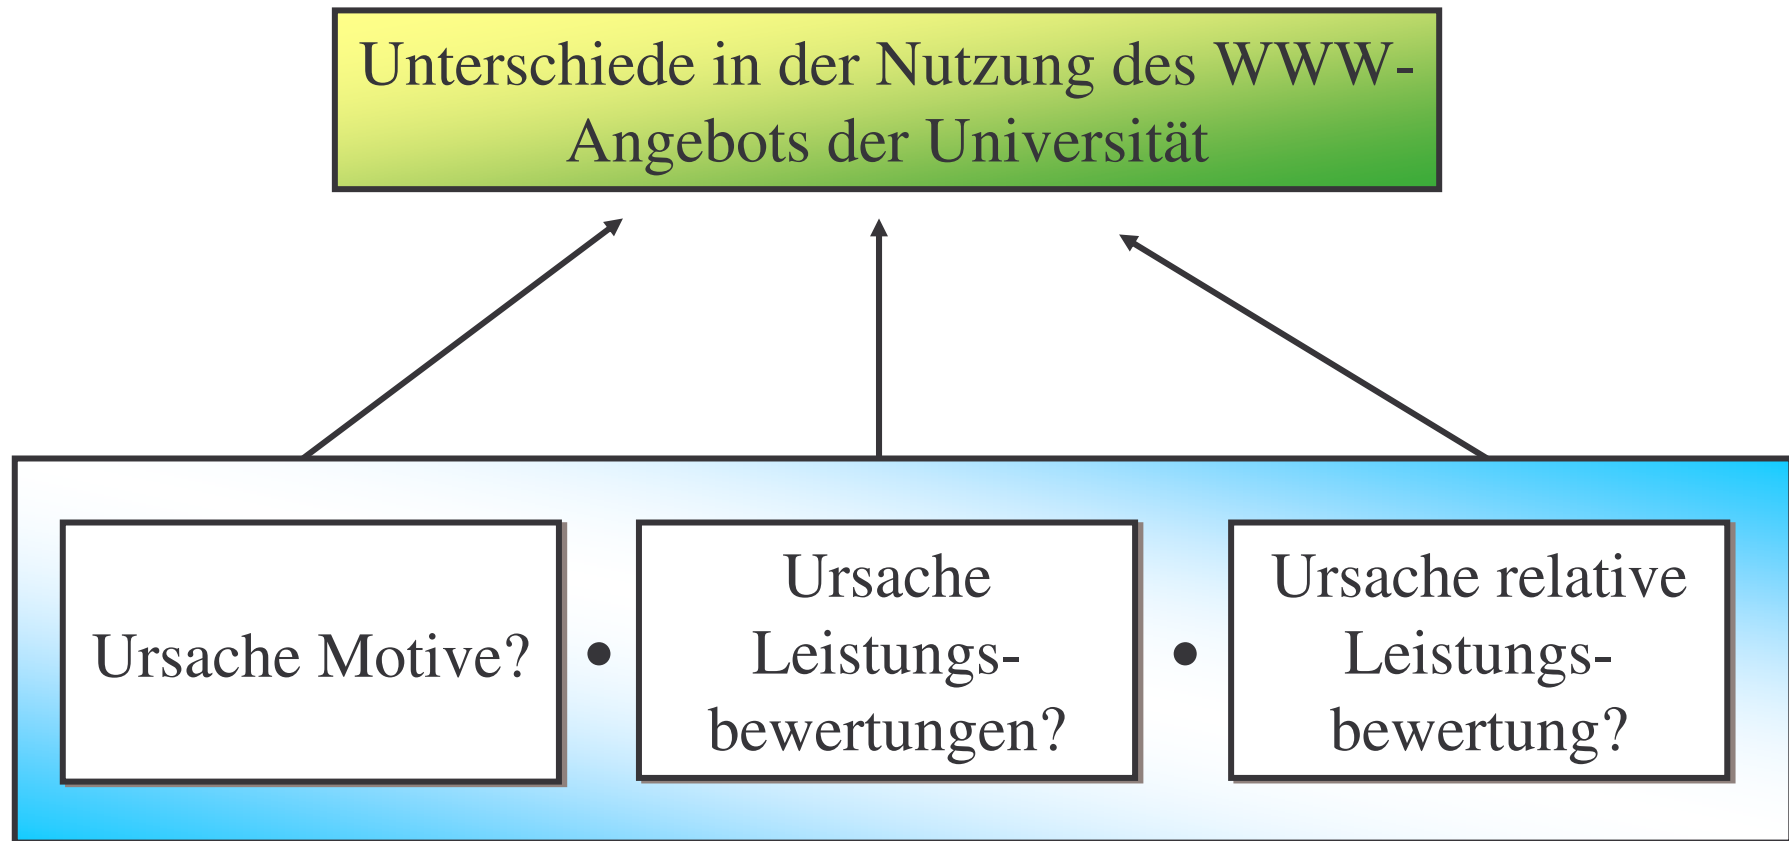 Unterschiede in der Nutzung des WWW-
Angebots der Universität
Ursache Motive?
•
Ursache
Leistungs-
bewertungen?
•
Ursache relative
Leistungs-
bewertung?